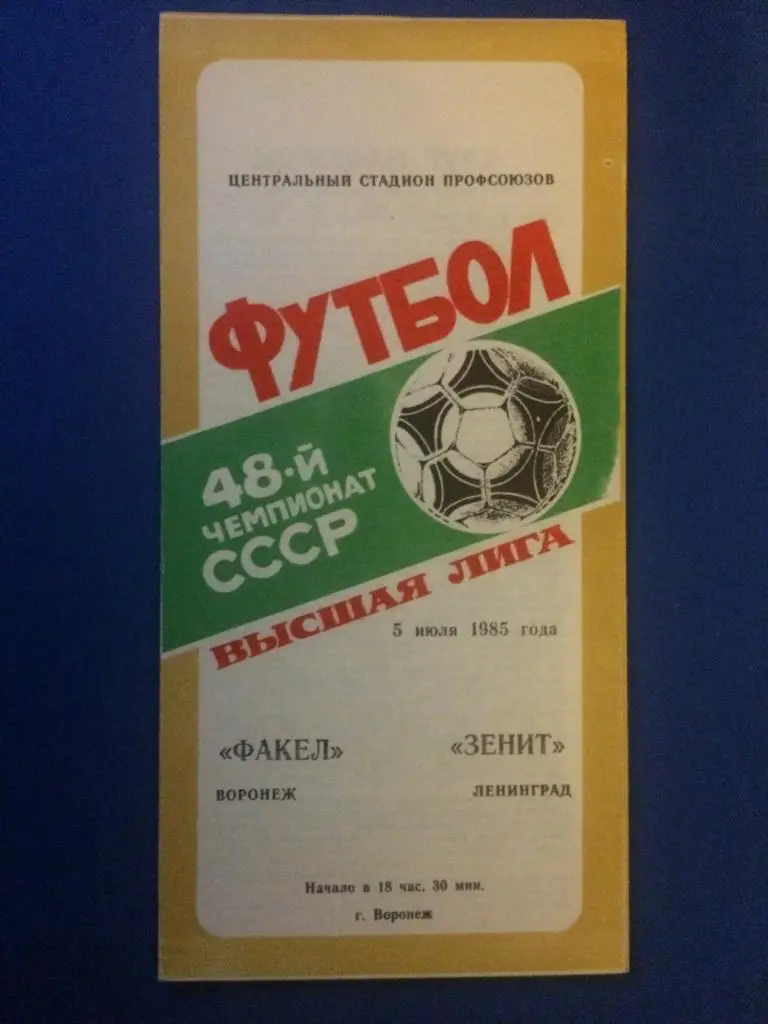 ЦЕНТРАЛЬНЫЙ СТАДИОН ПРОФСОЮЗОВ
ФУТБОЛ
48-й
ЧЕМПИОНАТ
СССР
ВЫСШАЯ ЛИГА
5 июля 1985 года
«ФАКЕЛ» «ЗЕНИТ»
ВОРОНЕЖ ЛЕНИНГРАД
Начало в 18 час. 30 мин.
г. Воронеж